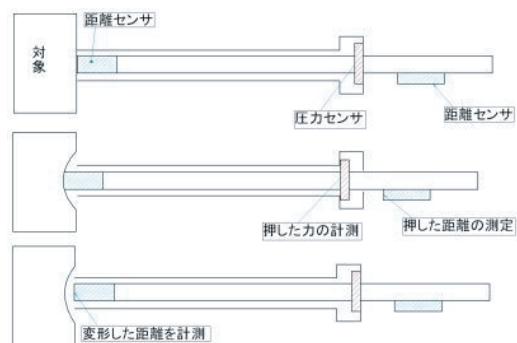 距離センサ
対象
圧力センサ
距離センサ
押した力の計測
押した距離の測定
変形した距離を計測